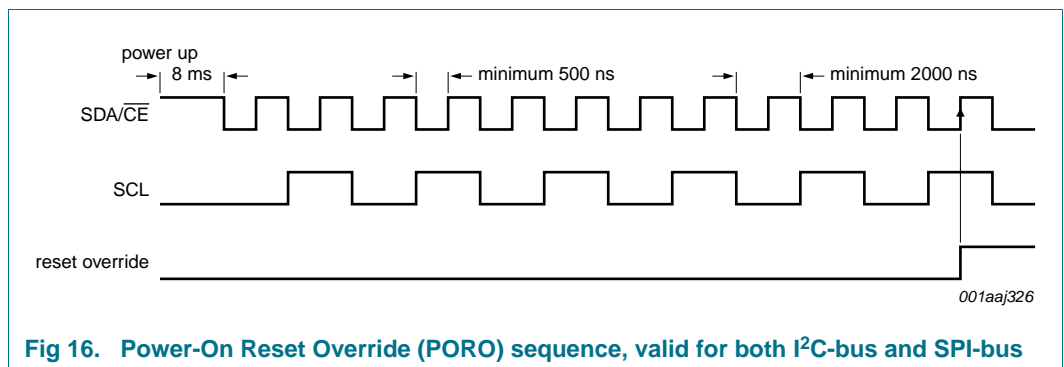 power up
8 ms
minimum 500 ns
minimum 2000 ns
SDA/CE
SCL
reset override
001aaj326
Fig 16. Power-On Reset Override (PORO) sequence, valid for both I²C-bus and SPI-bus